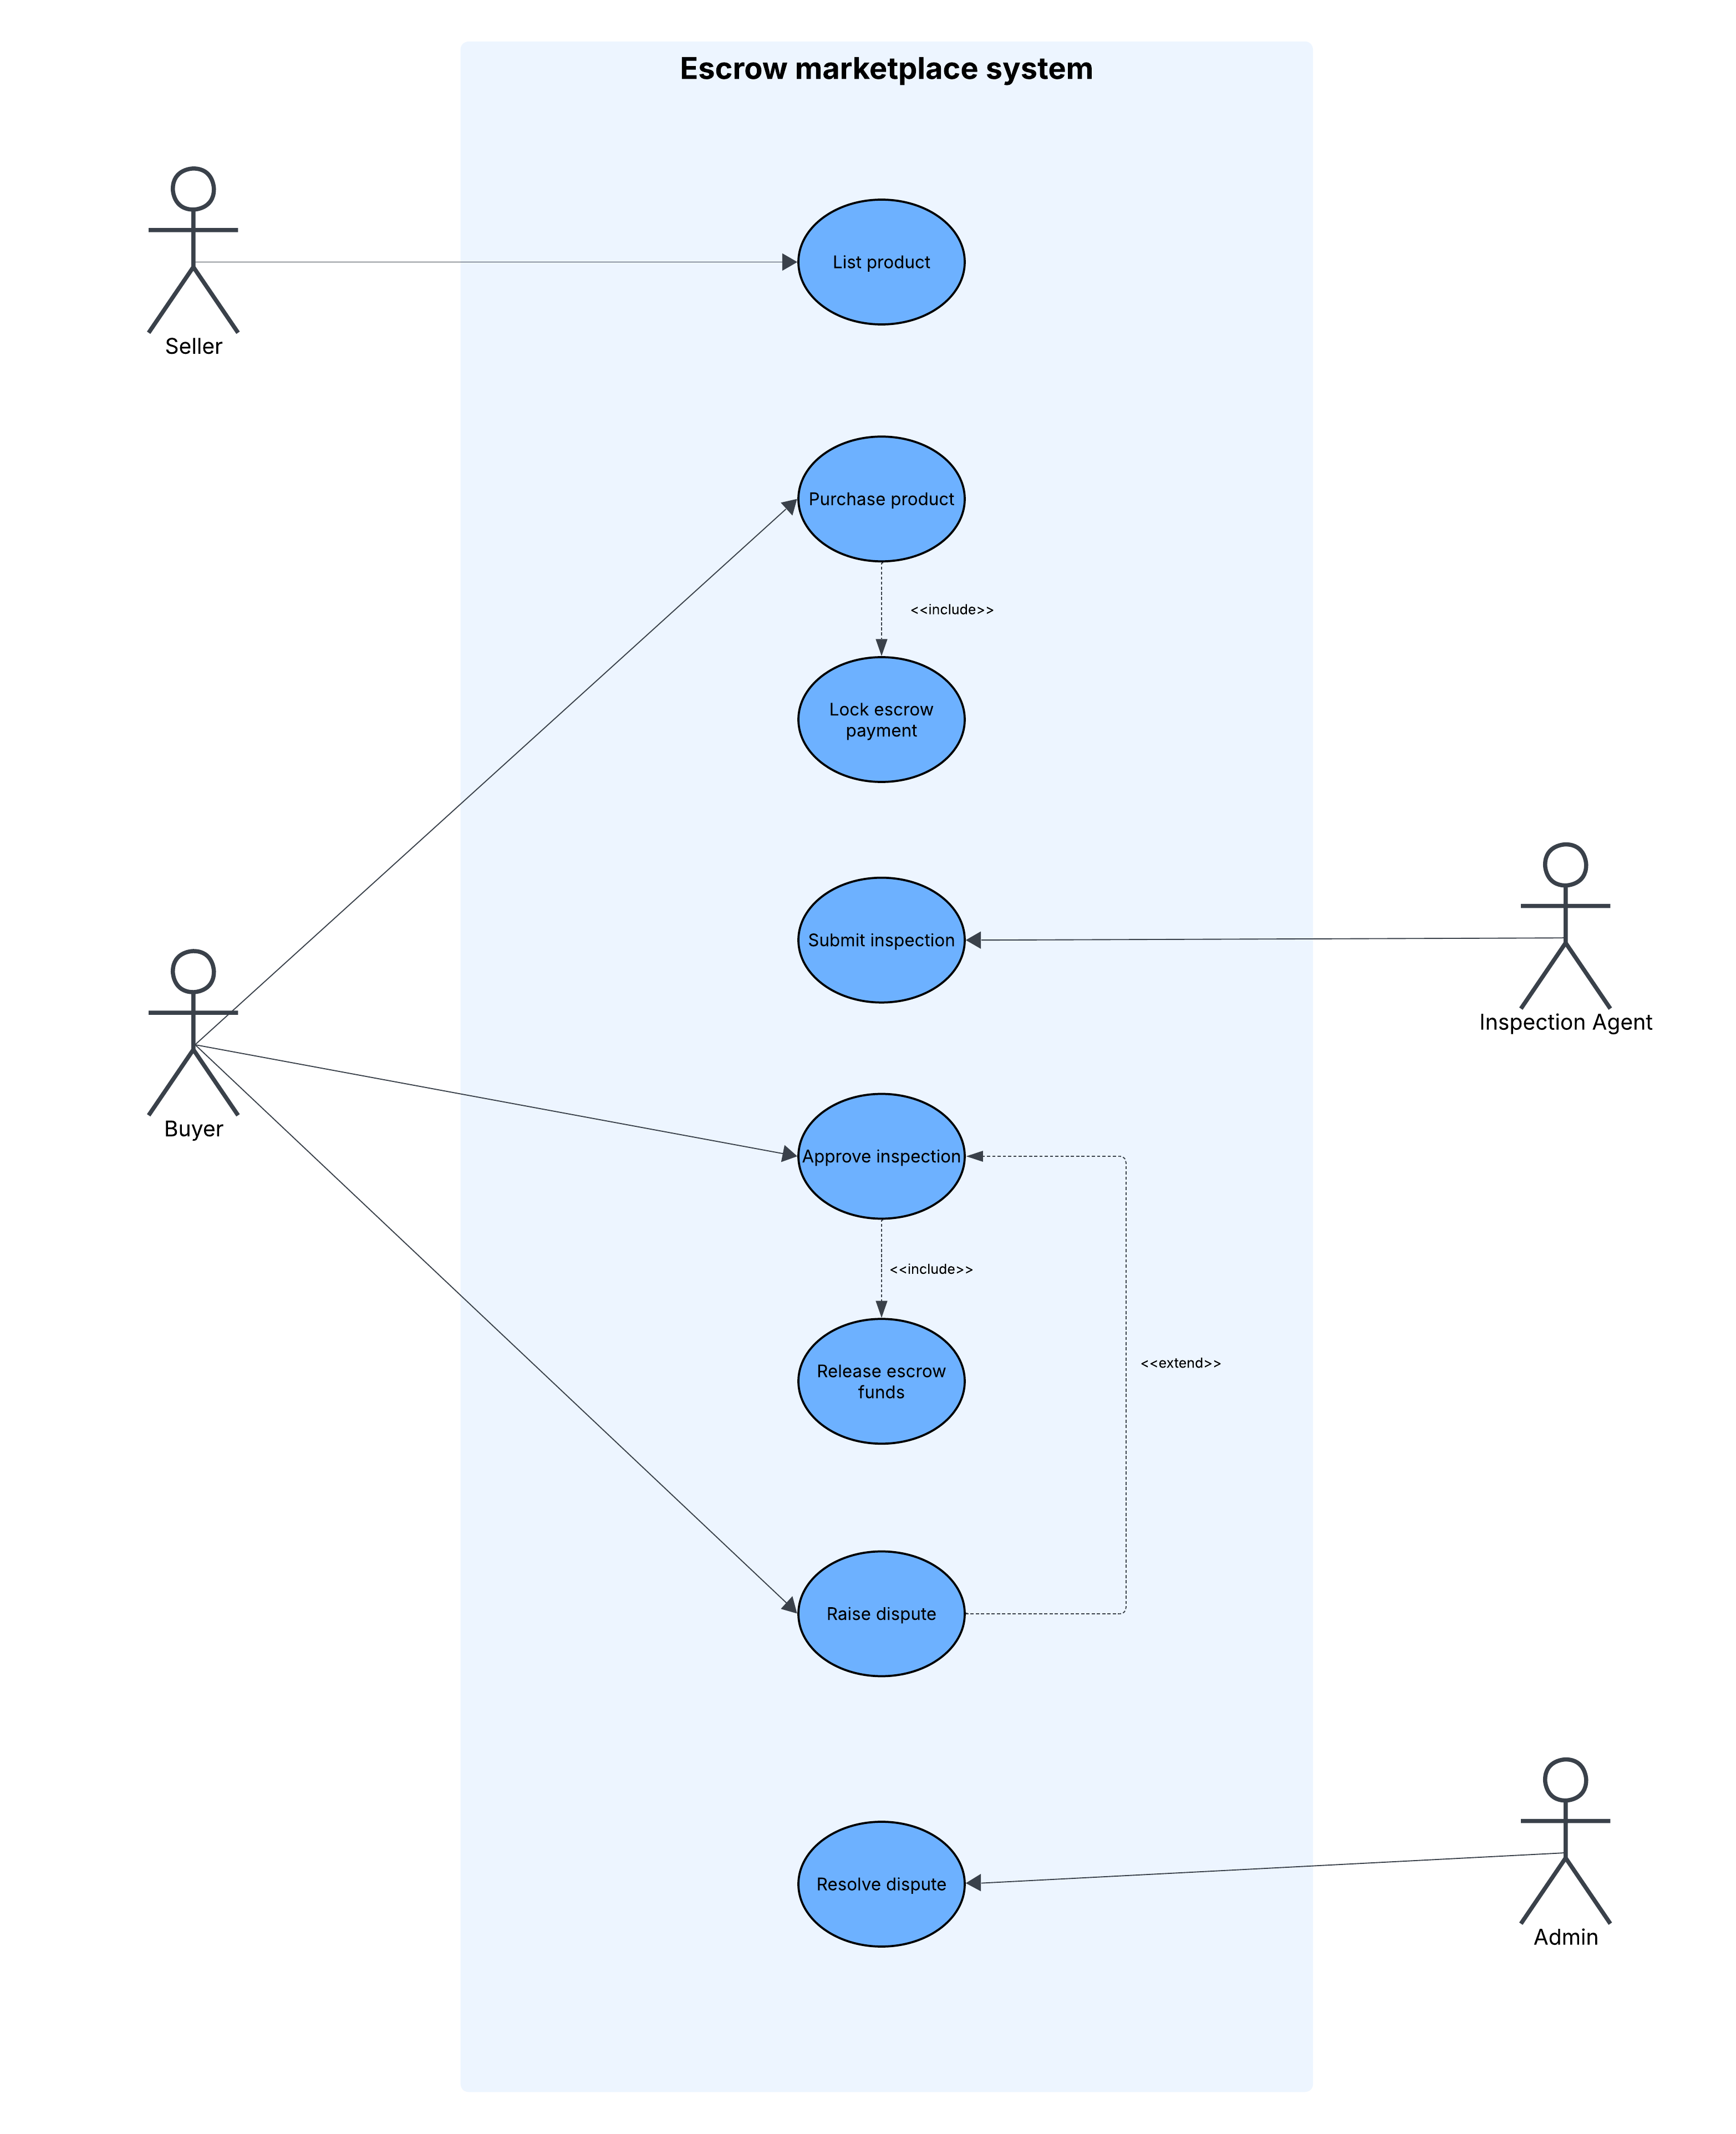 Escrow marketplace system
List product
Seller
Purchase product
<<include>>
Lock escrow
payment
Submit inspection
Inspection Agent
Buyer
Approve inspection
<<include>>
<<extend>>
Release escrow
funds
Raise dispute
Resolve dispute
Admin